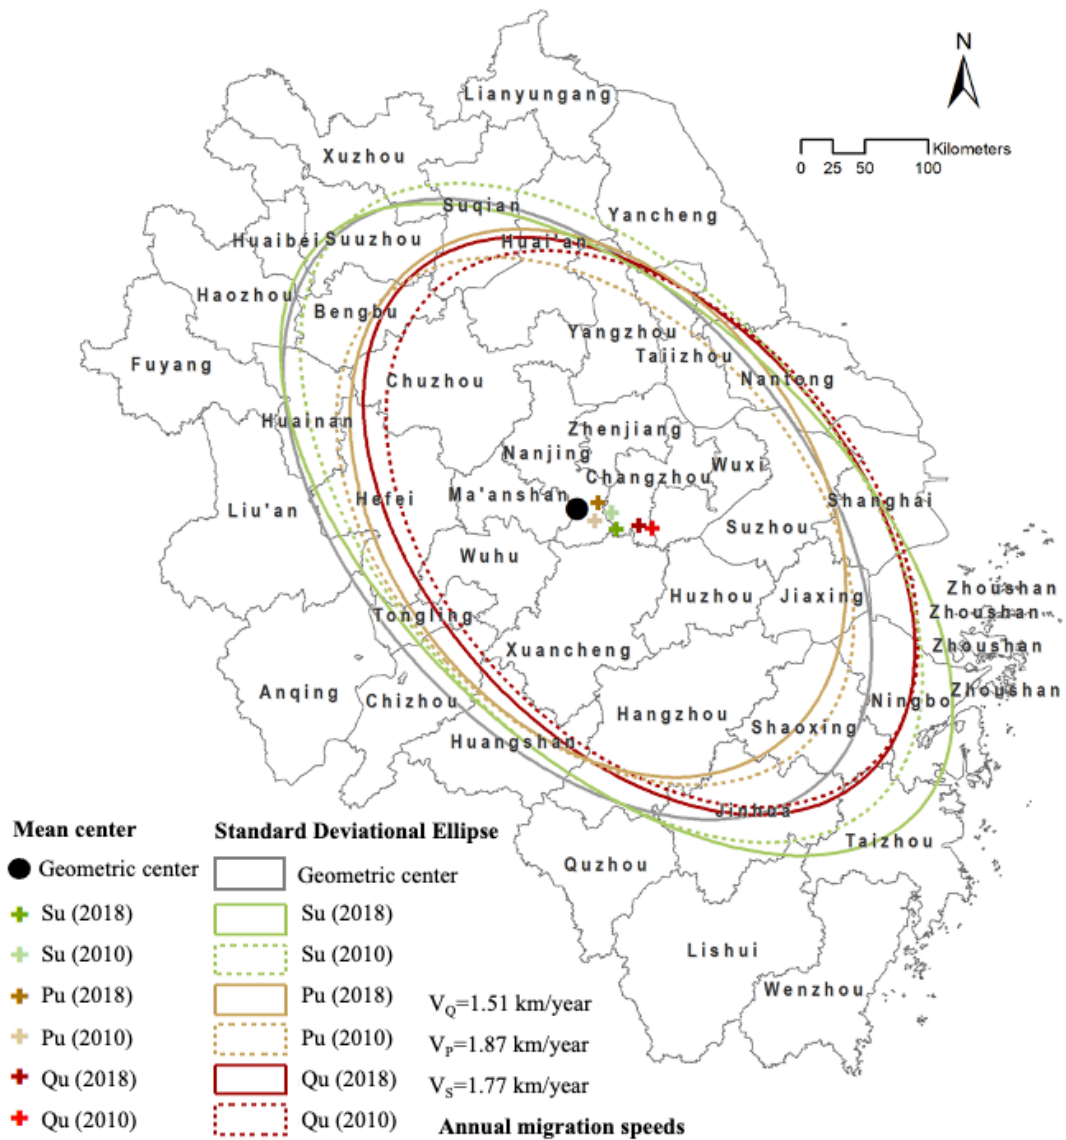 N
Kilometers
0 25 50 100
Lianyungang
Xuzhou
Suqian
Yancheng
Huaibei
Suuzhou
Huai'an
Haozhou
Bengbu
Yangzhou
Taiizhou
Fuyang
Chuzhou
Nantong
Huainan
Zhenjiang
Nanjing
Wuxi
Changzhou
Ma'anshan
Hefei
Shanghai
Liu'an
Suzhou
Wuhu
Zhoushan
Huzhou
Jiaxing
Zhoushan
Tongling
Zhoushan
Xuancheng
Zhoushan
Anqing
Chizhou
Ningbo
Hangzhou
Shaoxing
Huangshan
Jinhua
Taizhou
Quzhou
Lishui
Wenzhou
Mean center
Geometric center
Su (2018)
Su (2010)
Pu (2018)
Pu (2010)
Qu (2018)
Qu (2010)
Standard Deviational Ellipse
Geometric center
Su (2018)
Su (2010)
Pu (2018)
Pu (2010)
Qu (2018)
Qu (2010)
V_Q=1.51 km/year
V_P=1.87 km/year
V_S=1.77 km/year
Annual migration speeds